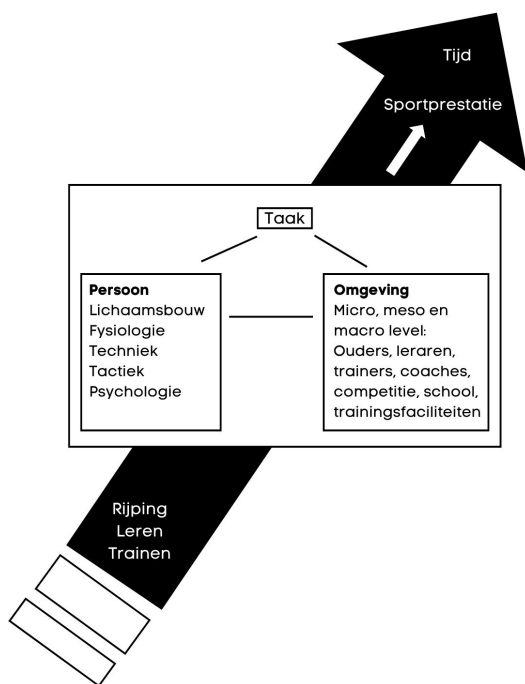 Tijd
Sportprestatie
Taak
Persoon
Lichaamsbouw
Fysiologie
Techniek
Tactiek
Psychologie
Omgeving
Micro, meso en
macro level:
Ouders, leraren,
trainers, coaches,
competitie, school,
trainingsfaciliteiten
Rijping
Leren
Trainen